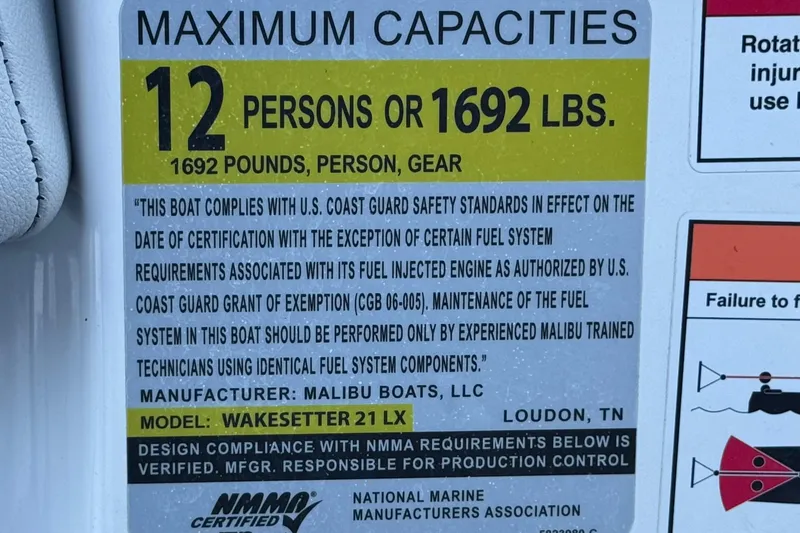 MAXIMUM CAPACITIES
12 PERSONS OR 1692 LBS.
1692 POUNDS, PERSON, GEAR
"THIS BOAT COMPLIES WITH U.S. COAST GUARD SAFETY STANDARDS IN EFFECT ON THE
DATE OF CERTIFICATION WITH THE EXCEPTION OF CERTAIN FUEL SYSTEM
REQUIREMENTS ASSOCIATED WITH ITS FUEL INJECTED ENGINE AS AUTHORIZED BY U.S.
COAST GUARD GRANT OF EXEMPTION (CGB 06-005). MAINTENANCE OF THE FUEL
SYSTEM IN THIS BOAT SHOULD BE PERFORMED ONLY BY EXPERIENCED MALIBU TRAINED
TECHNICIANS USING IDENTICAL FUEL SYSTEM COMPONENTS."
MANUFACTURER: MALIBU BOATS, LLC
MODEL: WAKESETTER 21 LX LOUDON, TN
DESIGN COMPLIANCE WITH NMMA REQUIREMENTS BELOW IS
VERIFIED. MFGR. RESPONSIBLE FOR PRODUCTION CONTROL
NMMA®
CERTIFIED
NATIONAL MARINE
MANUFACTURERS ASSOCIATION
Rotat
injur
use
Failure to f